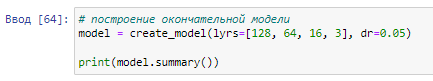 Ввод [64]:
# построение окончательной модели
model = create_model(lyrs=[128, 64, 16, 3], dr=0.05)
print(model.summary())